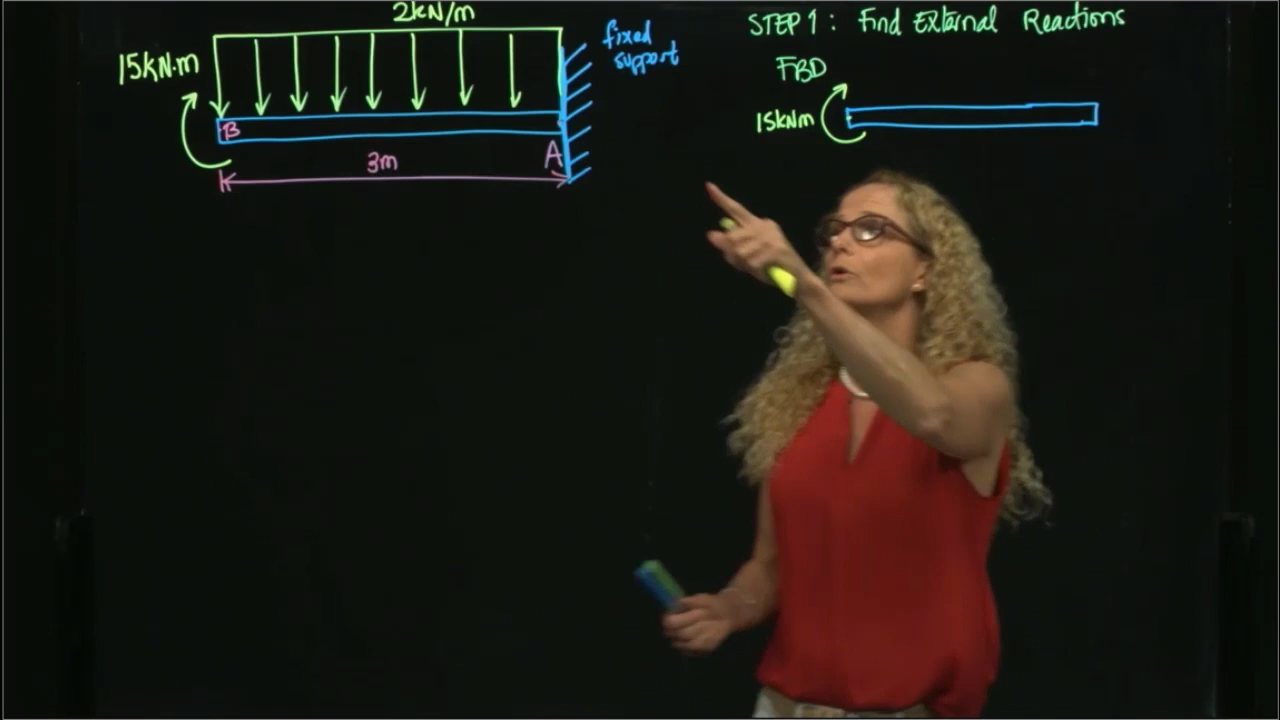 2kN/m
15kN·m
fixed
support
B
A
3m
STEP 1 : Find External Reactions
FBD
15kNm